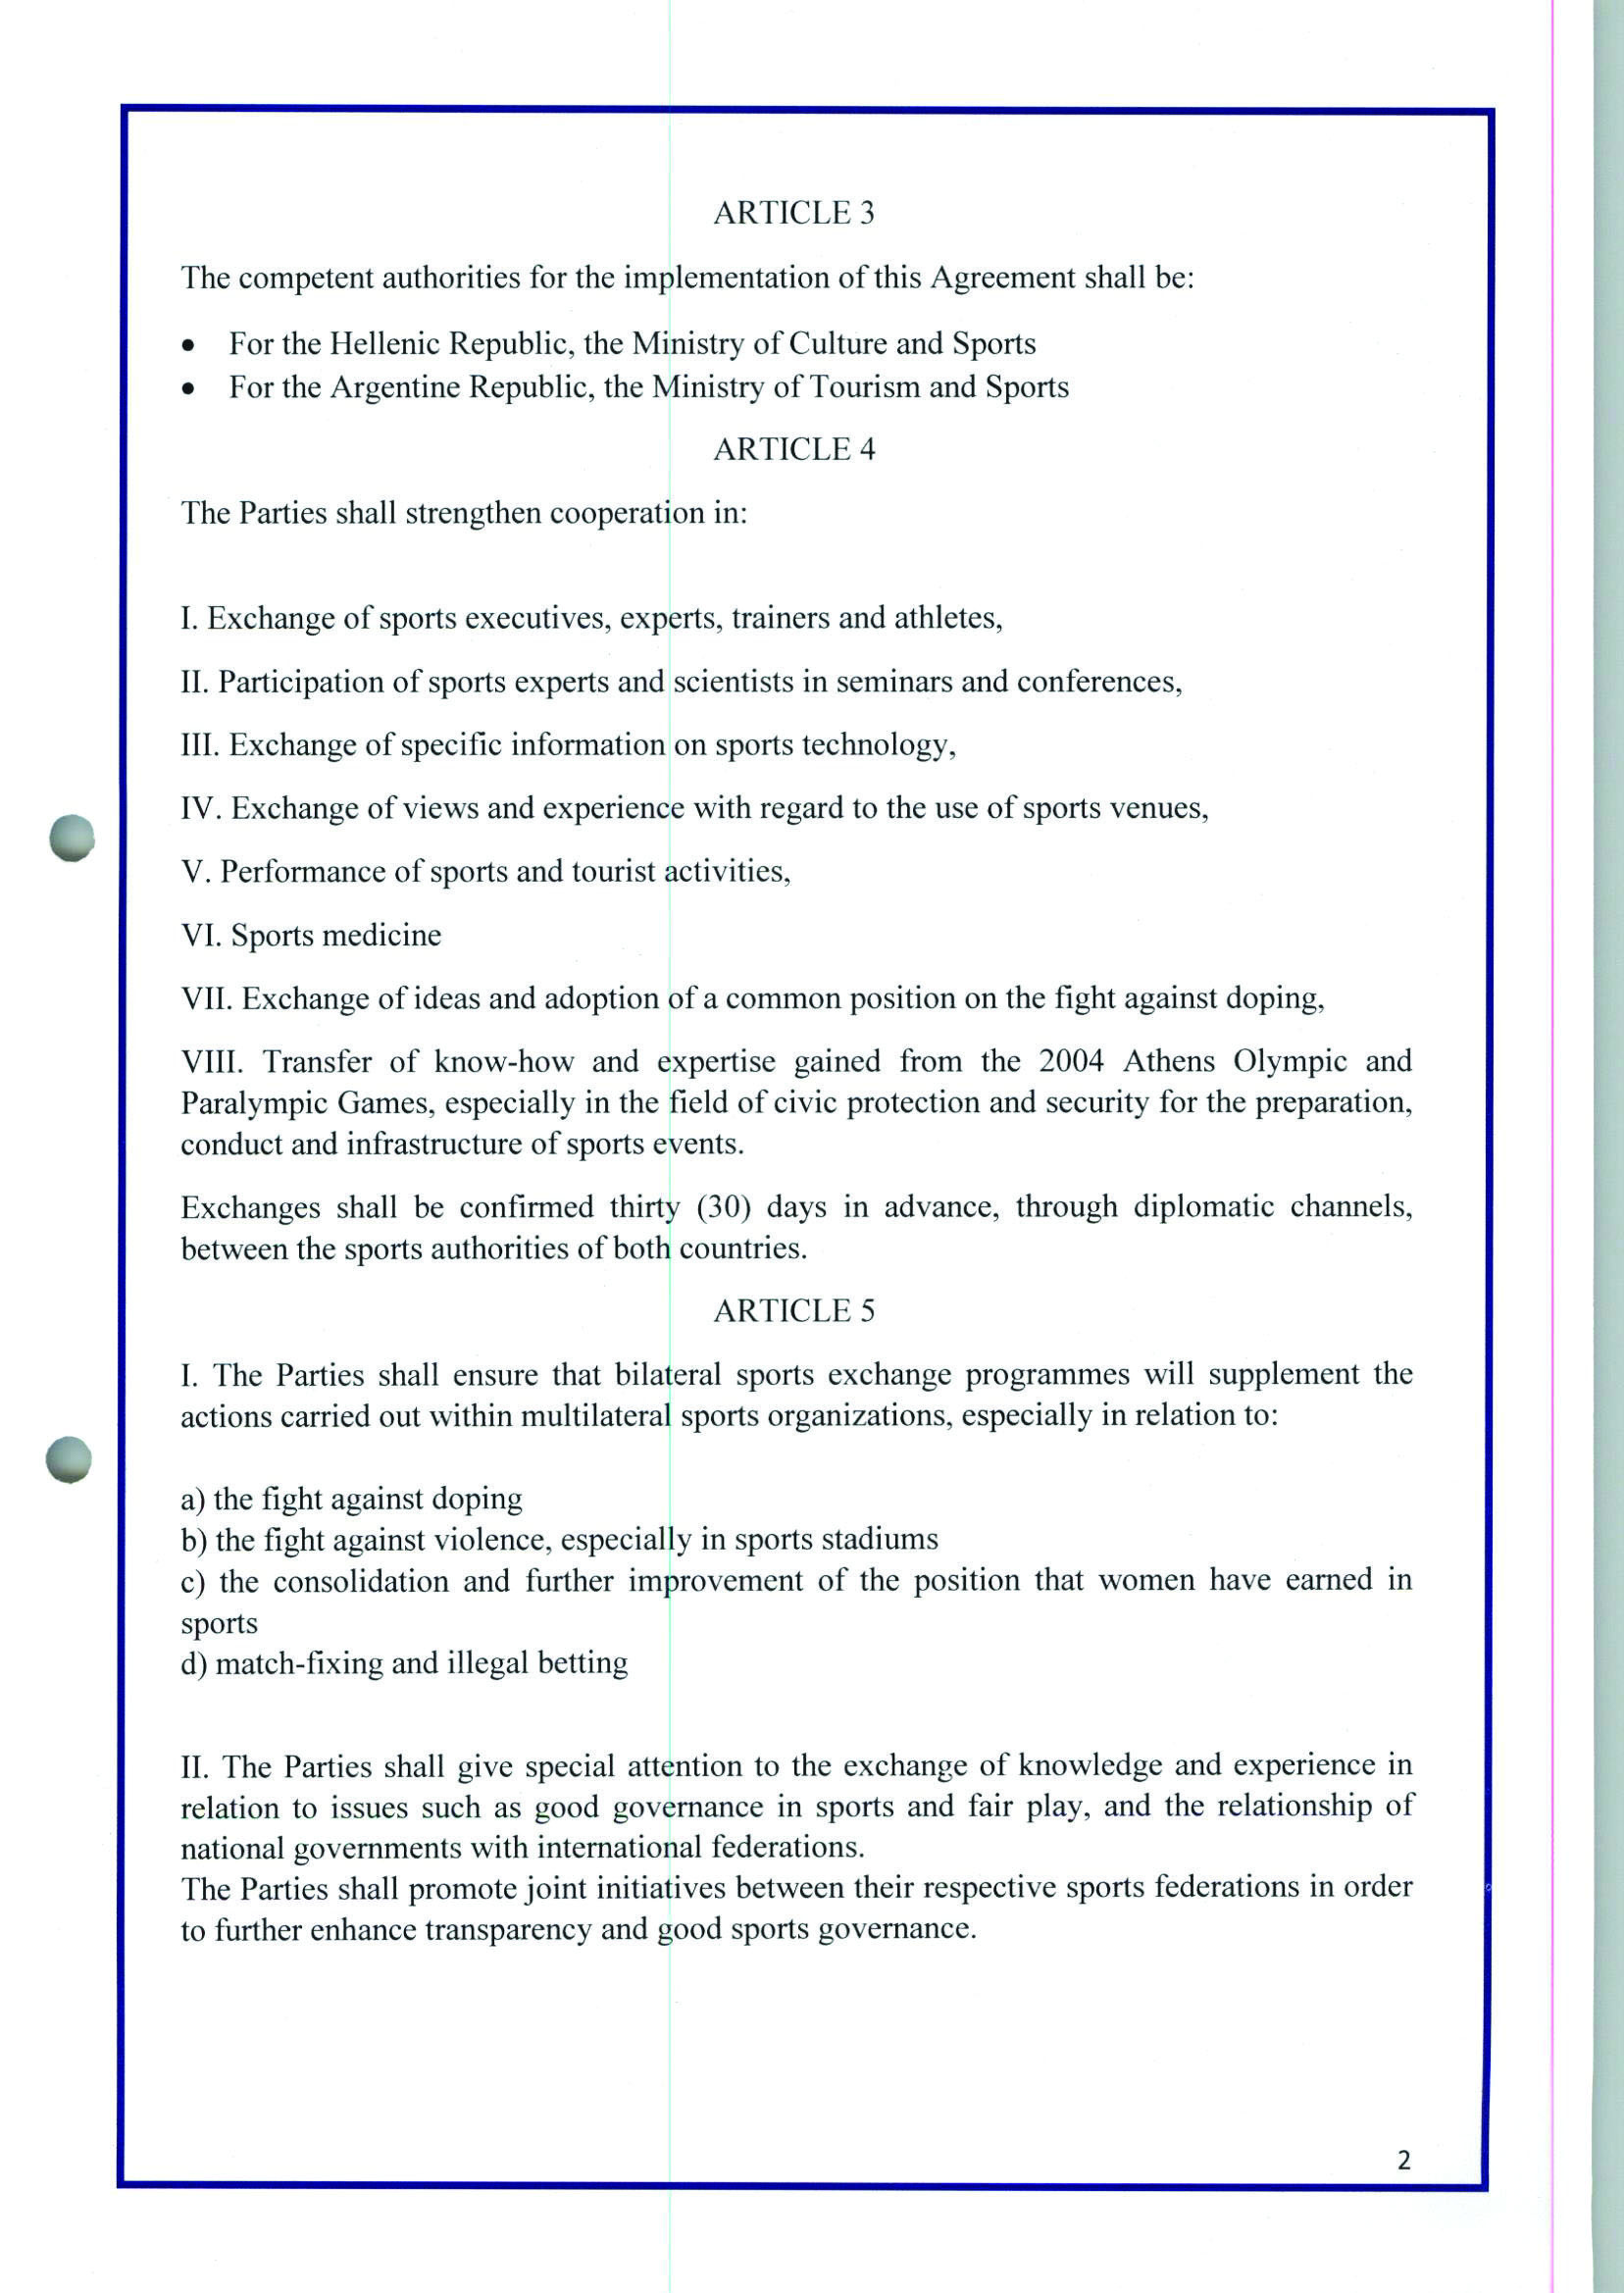 ARTICLE 3
The competent authorities for the implementation of this Agreement shall be:
• For the Hellenic Republic, the Ministry of Culture and Sports
• For the Argentine Republic, the Ministry of Tourism and Sports
ARTICLE 4
The Parties shall strengthen cooperation in:
I. Exchange of sports executives, experts, trainers and athletes,
II. Participation of sports experts and scientists in seminars and conferences,
III. Exchange of specific information on sports technology,
IV. Exchange of views and experience with regard to the use of sports venues,
V. Performance of sports and tourist activities,
VI. Sports medicine
VII. Exchange of ideas and adoption of a common position on the fight against doping,
VIII. Transfer of know-how and expertise gained from the 2004 Athens Olympic and
Paralympic Games, especially in the field of civic protection and security for the preparation,
conduct and infrastructure of sports events.
Exchanges shall be confirmed thirty (30) days in advance, through diplomatic channels,
between the sports authorities of both countries.
ARTICLE 5
I. The Parties shall ensure that bilateral sports exchange programmes will supplement the
actions carried out within multilateral sports organizations, especially in relation to:
a) the fight against doping
b) the fight against violence, especially in sports stadiums
c) the consolidation and further improvement of the position that women have earned in
sports
d) match-fixing and illegal betting
II. The Parties shall give special attention to the exchange of knowledge and experience in
relation to issues such as good governance in sports and fair play, and the relationship of
national governments with international federations.
The Parties shall promote joint initiatives between their respective sports federations in order
to further enhance transparency and good sports governance.
2